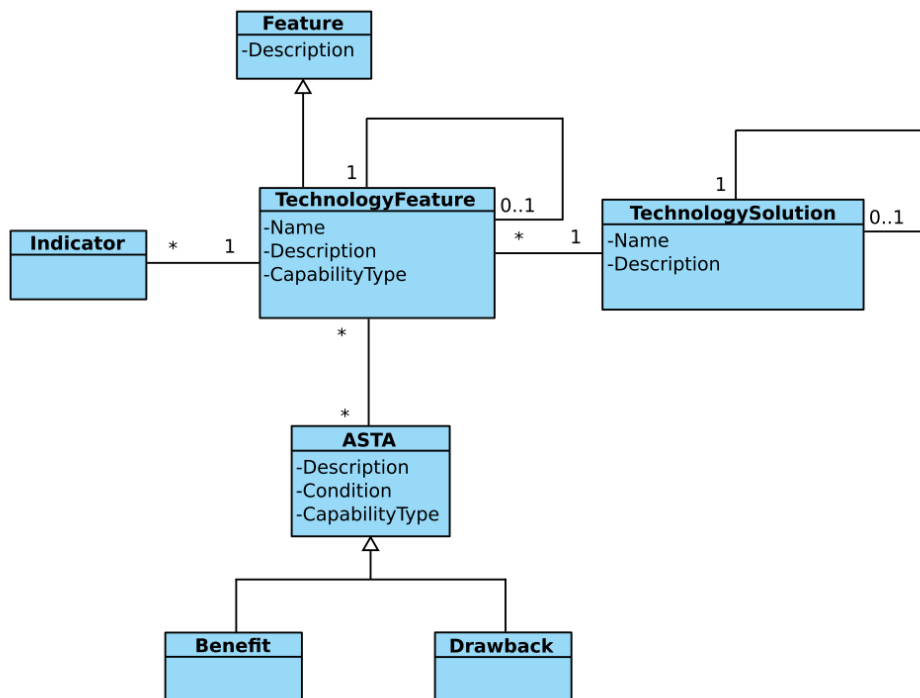 Feature
-Description
1
TechnologyFeature
0..1
-Name
-Description
-CapabilityType
1
TechnologySolution
0..1
-Name
-Description
Indicator
*
1
*
1
*
*
ASTA
-Description
-Condition
-CapabilityType
Benefit
Drawback